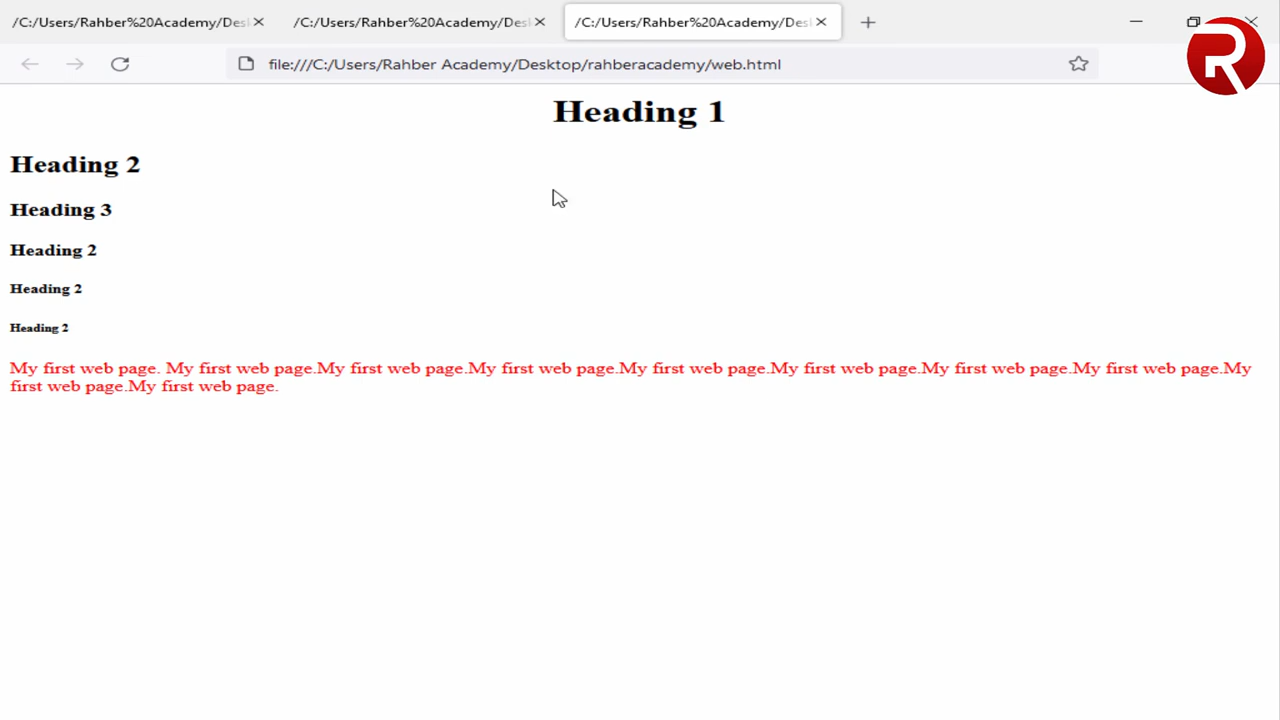 /C:/Users/Rahber%20Academy/Des
/C:/Users/Rahber%20Academy/Des
/C:/Users/Rahber%20Academy/Des
file:///C:/Users/Rahber Academy/Desktop/rahberacademy/web.html
R
Heading 1
Heading 2
Heading 3
Heading 2
Heading 2
Heading 2
My first web page. My first web page.My first web page.My first web page.My first web page.My first web page.My first web page.My first web page.My
first web page.My first web page.